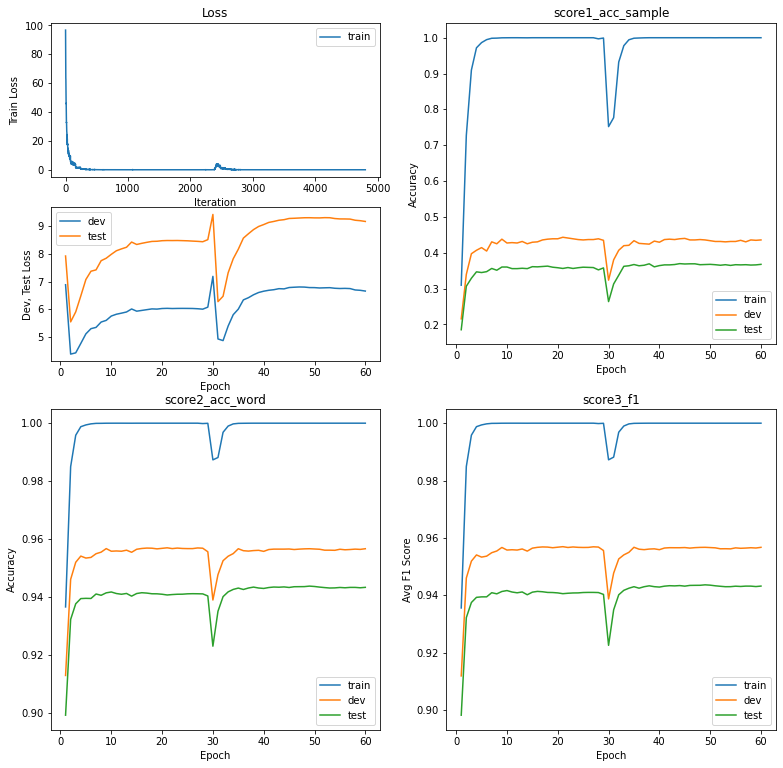 Loss
Train Loss
100
80
60
40
20
0
train
0 1000 2000 3000 4000 5000
Iteration
Dev, Test Loss
9
8
7
6
5
dev
test
0 10 20 30 40 50 60
Epoch
score1_acc_sample
Accuracy
1.0
0.9
0.8
0.7
0.6
0.5
0.4
0.3
0.2
train
dev
test
0 10 20 30 40 50 60
Epoch
score2_acc_word
Accuracy
1.00
0.98
0.96
0.94
0.92
0.90
train
dev
test
0 10 20 30 40 50 60
Epoch
score3_f1
Avg F1 Score
1.00
0.98
0.96
0.94
0.92
0.90
train
dev
test
0 10 20 30 40 50 60
Epoch